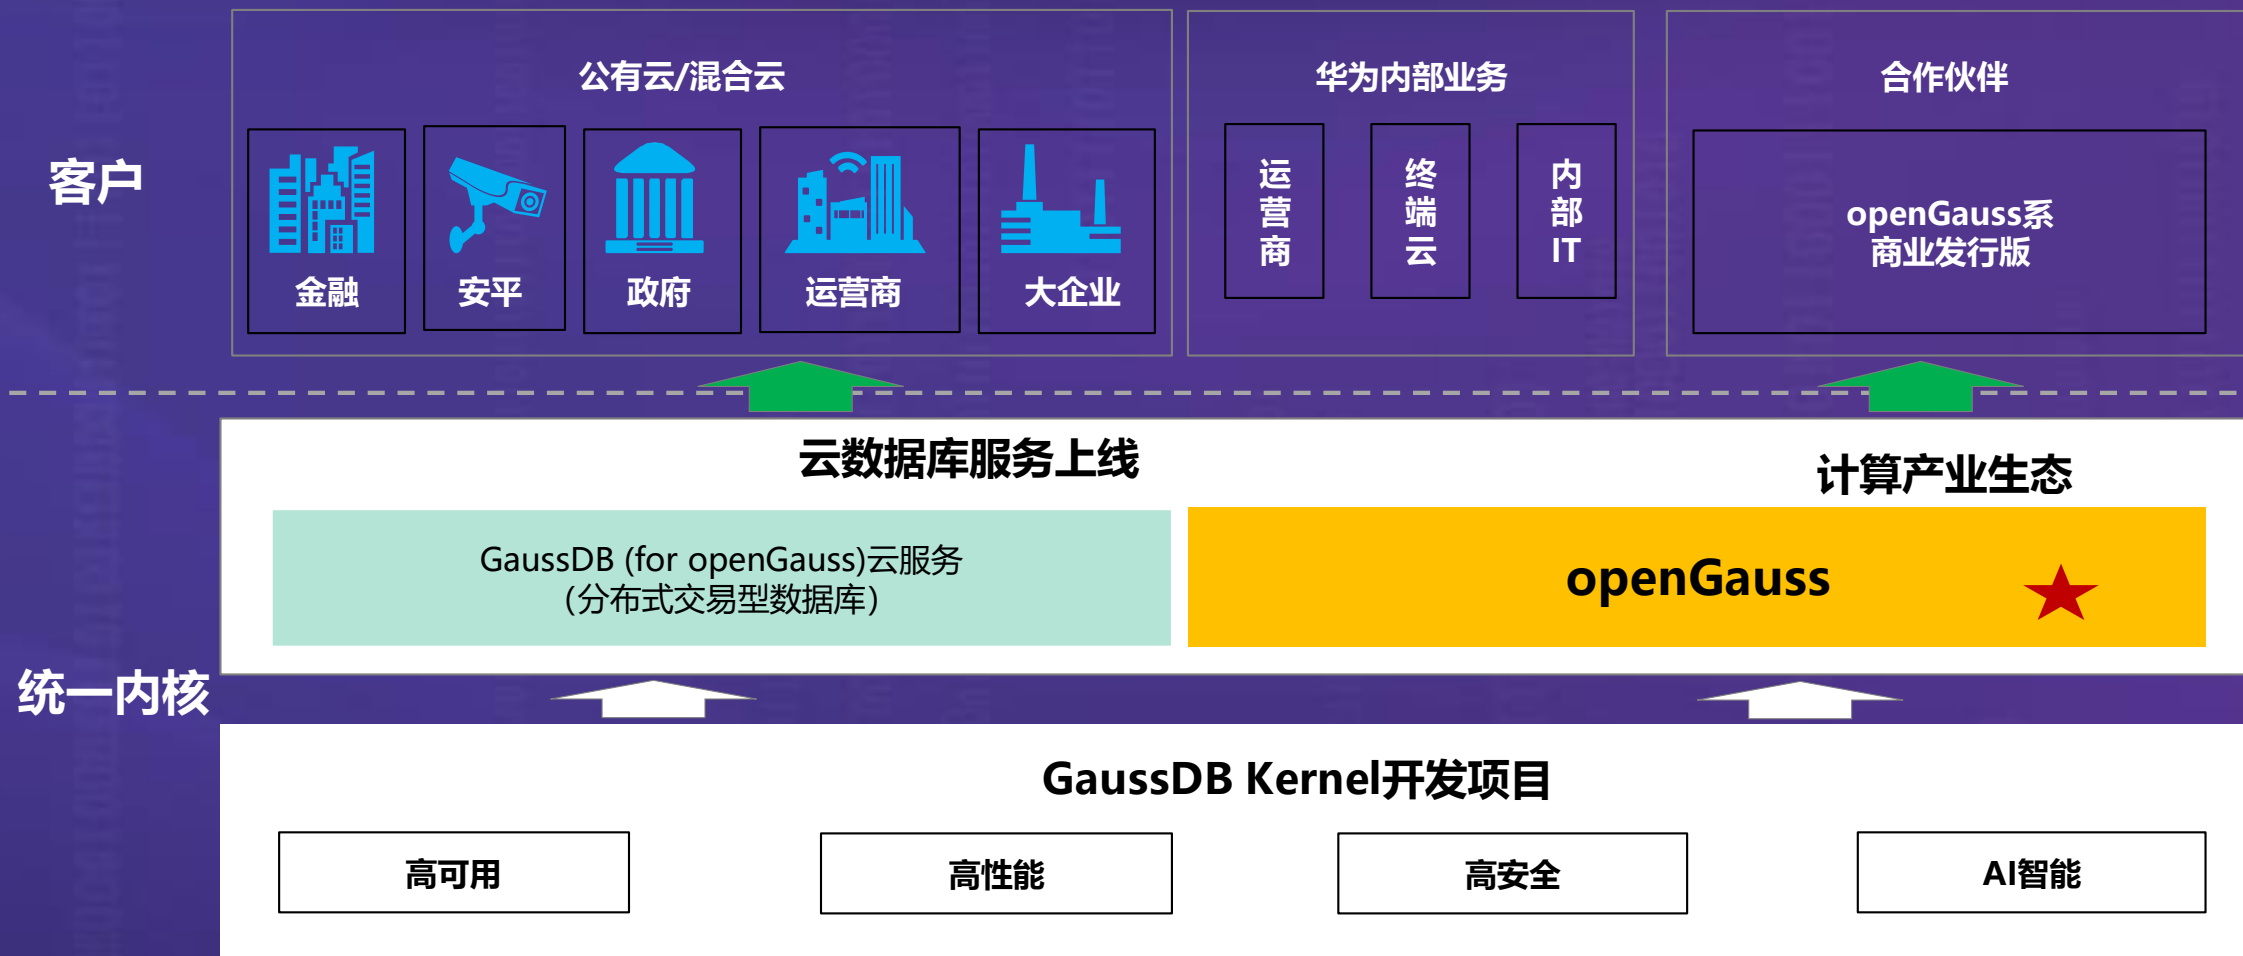 客户
公有云/混合云
金融
安平
政府
运营商
大企业
华为内部业务
运营商
终端云
内部IT
合作伙伴
openGauss系
商业发行版
统一内核
云数据库服务上线
GaussDB (for openGauss)云服务
（分布式交易型数据库）
计算产业生态
openGauss
GaussDB Kernel开发项目
高可用
高性能
高安全
AI智能